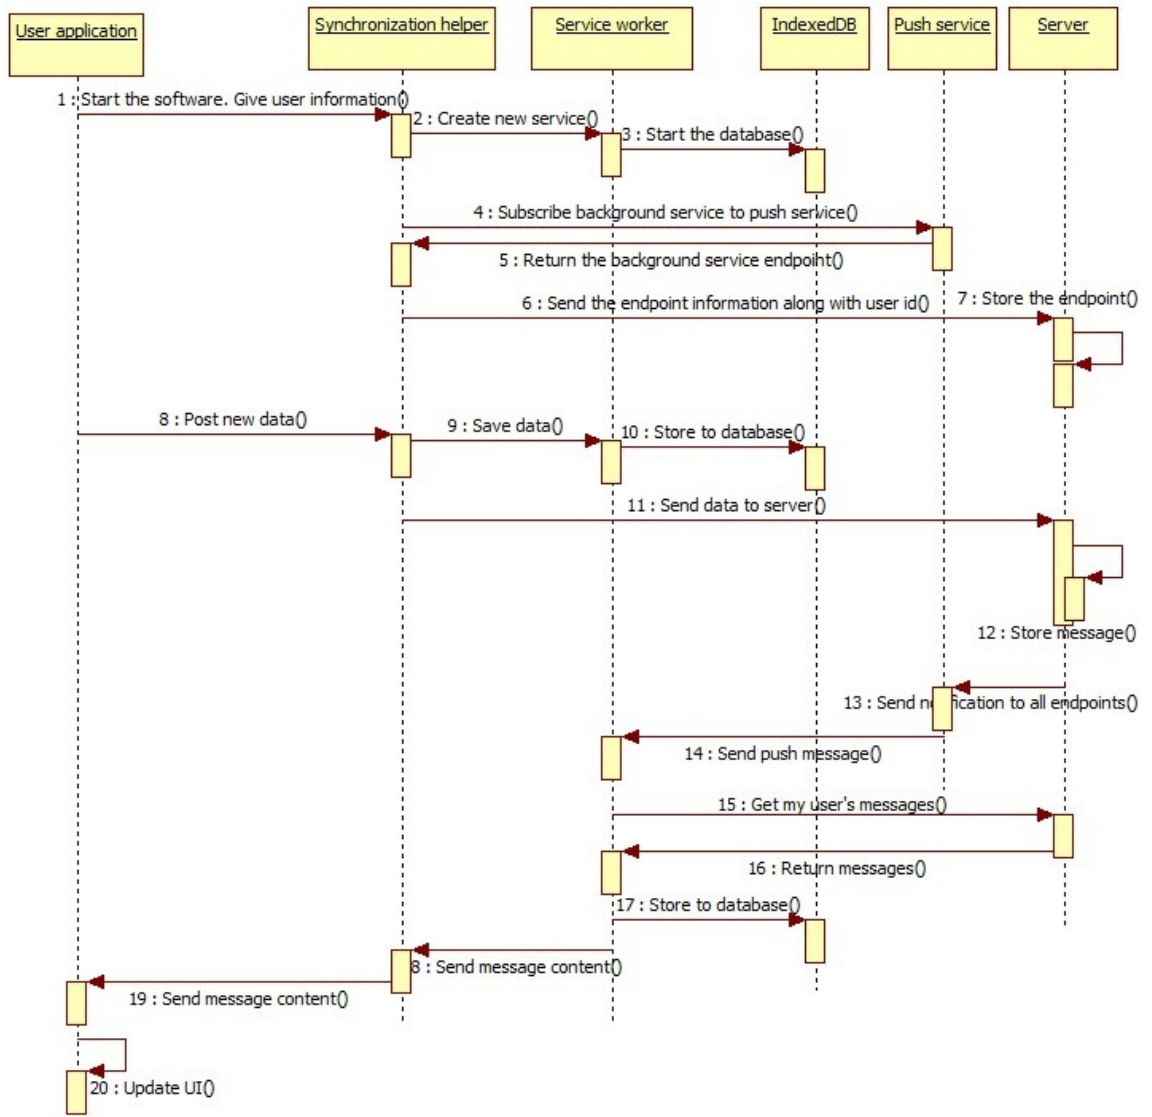 User application
Synchronization helper
Service worker
IndexedDB
Push service
Server
1 : Start the software. Give user information()
2 : Create new service()
3 : Start the database()
4 : Subscribe background service to push service()
5 : Return the background service endpoint()
6 : Send the endpoint information along with user id()
7 : Store the endpoint()
8 : Post new data()
9 : Save data()
10 : Store to database()
11 : Send data to server()
12 : Store message()
13 : Send notification to all endpoints()
14 : Send push message()
15 : Get my user's messages()
16 : Return messages()
17 : Store to database()
8 : Send message content()
19 : Send message content()
20 : Update UI()